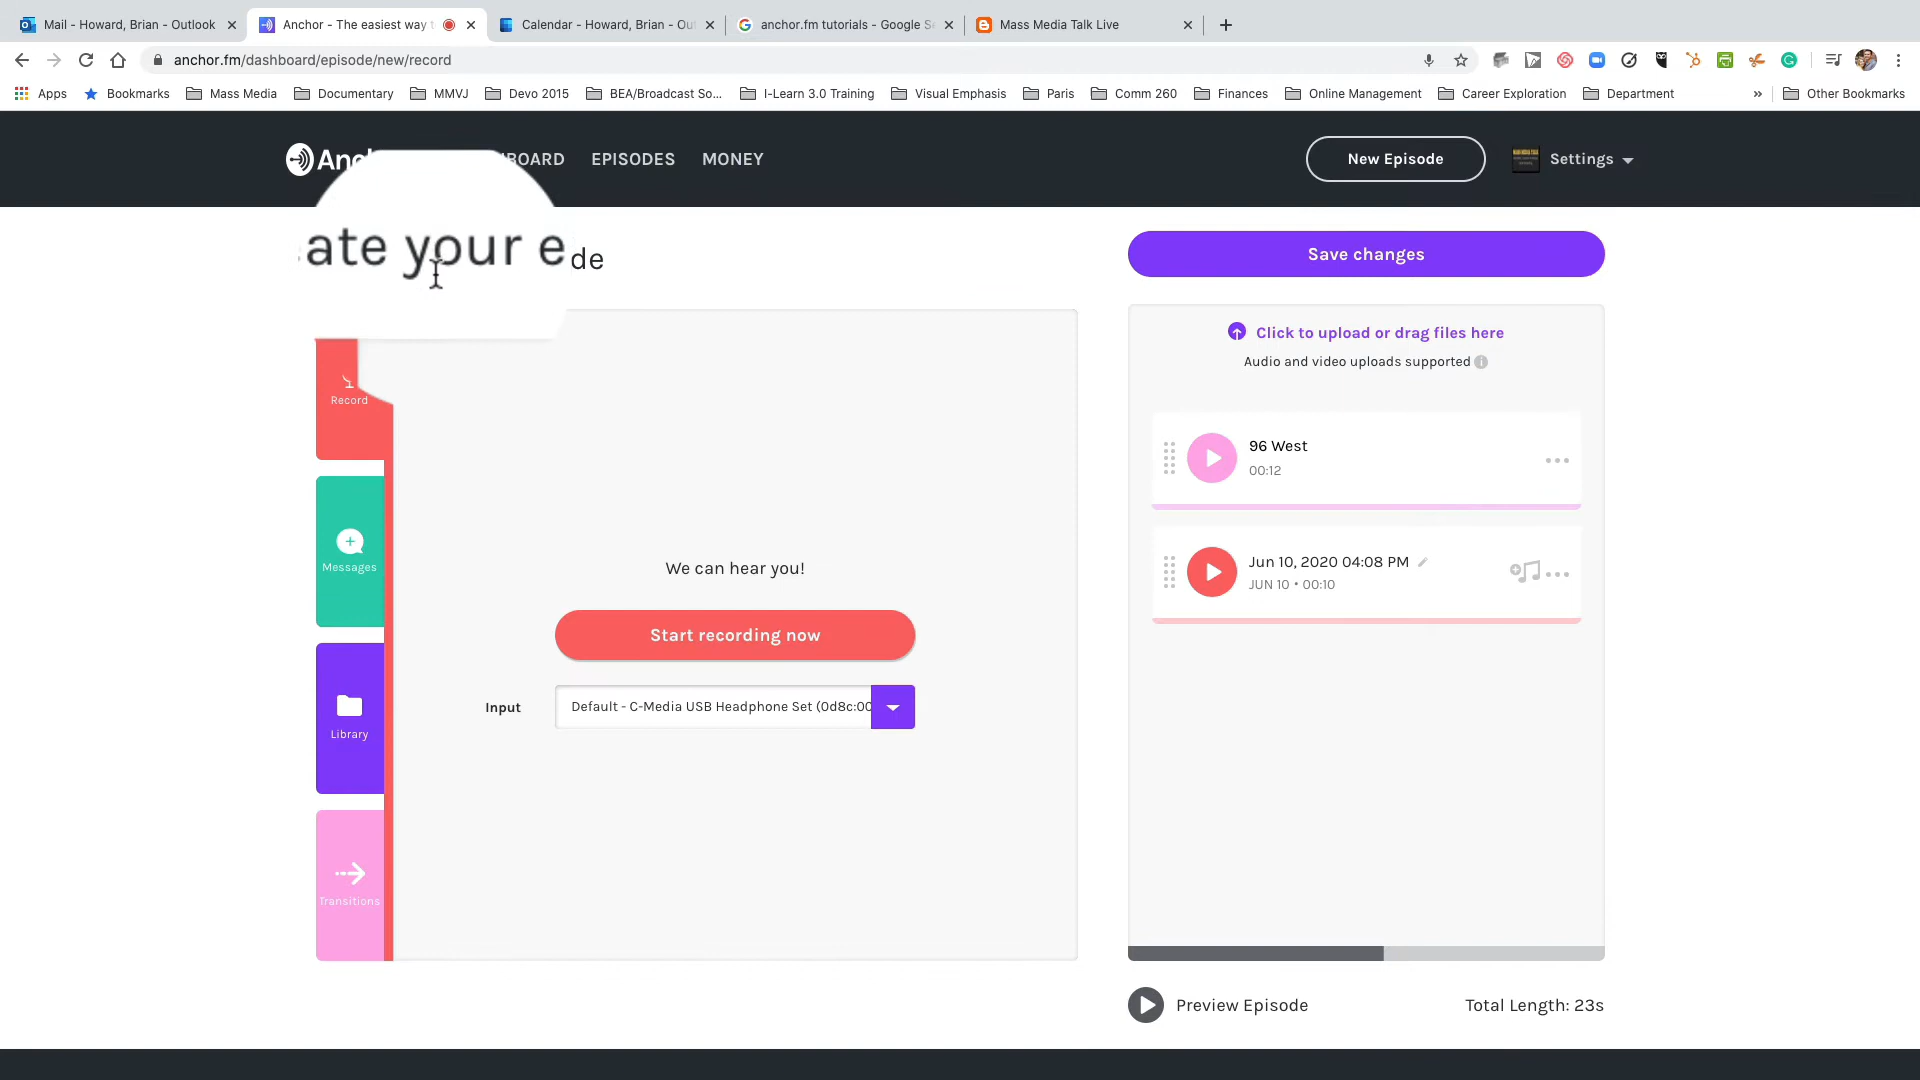 Mail - Howard, Brian - Outlook
Anchor - The easiest way t
Calendar - Howard, Brian - Out
anchor.fm tutorials - Google Se
Mass Media Talk Live
anchor.fm/dashboard/episode/new/record
Apps
Bookmarks
Mass Media
Documentary
MMVJ
Devo 2015
BEA/Broadcast So...
I-Learn 3.0 Training
Visual Emphasis
Paris
Comm 260
Finances
Online Management
Career Exploration
Department
»
Other Bookmarks
Anc
BOARD
EPISODES
MONEY
New Episode
Settings
ate your e
de
Save changes
Click to upload or drag files here
Audio and video uploads supported
Record
Messages
Library
Transitions
We can hear you!
Start recording now
Input
Default - C-Media USB Headphone Set (0d8c:00
96 West
00:12
Jun 10, 2020 04:08 PM
JUN 10 • 00:10
Preview Episode
Total Length: 23s